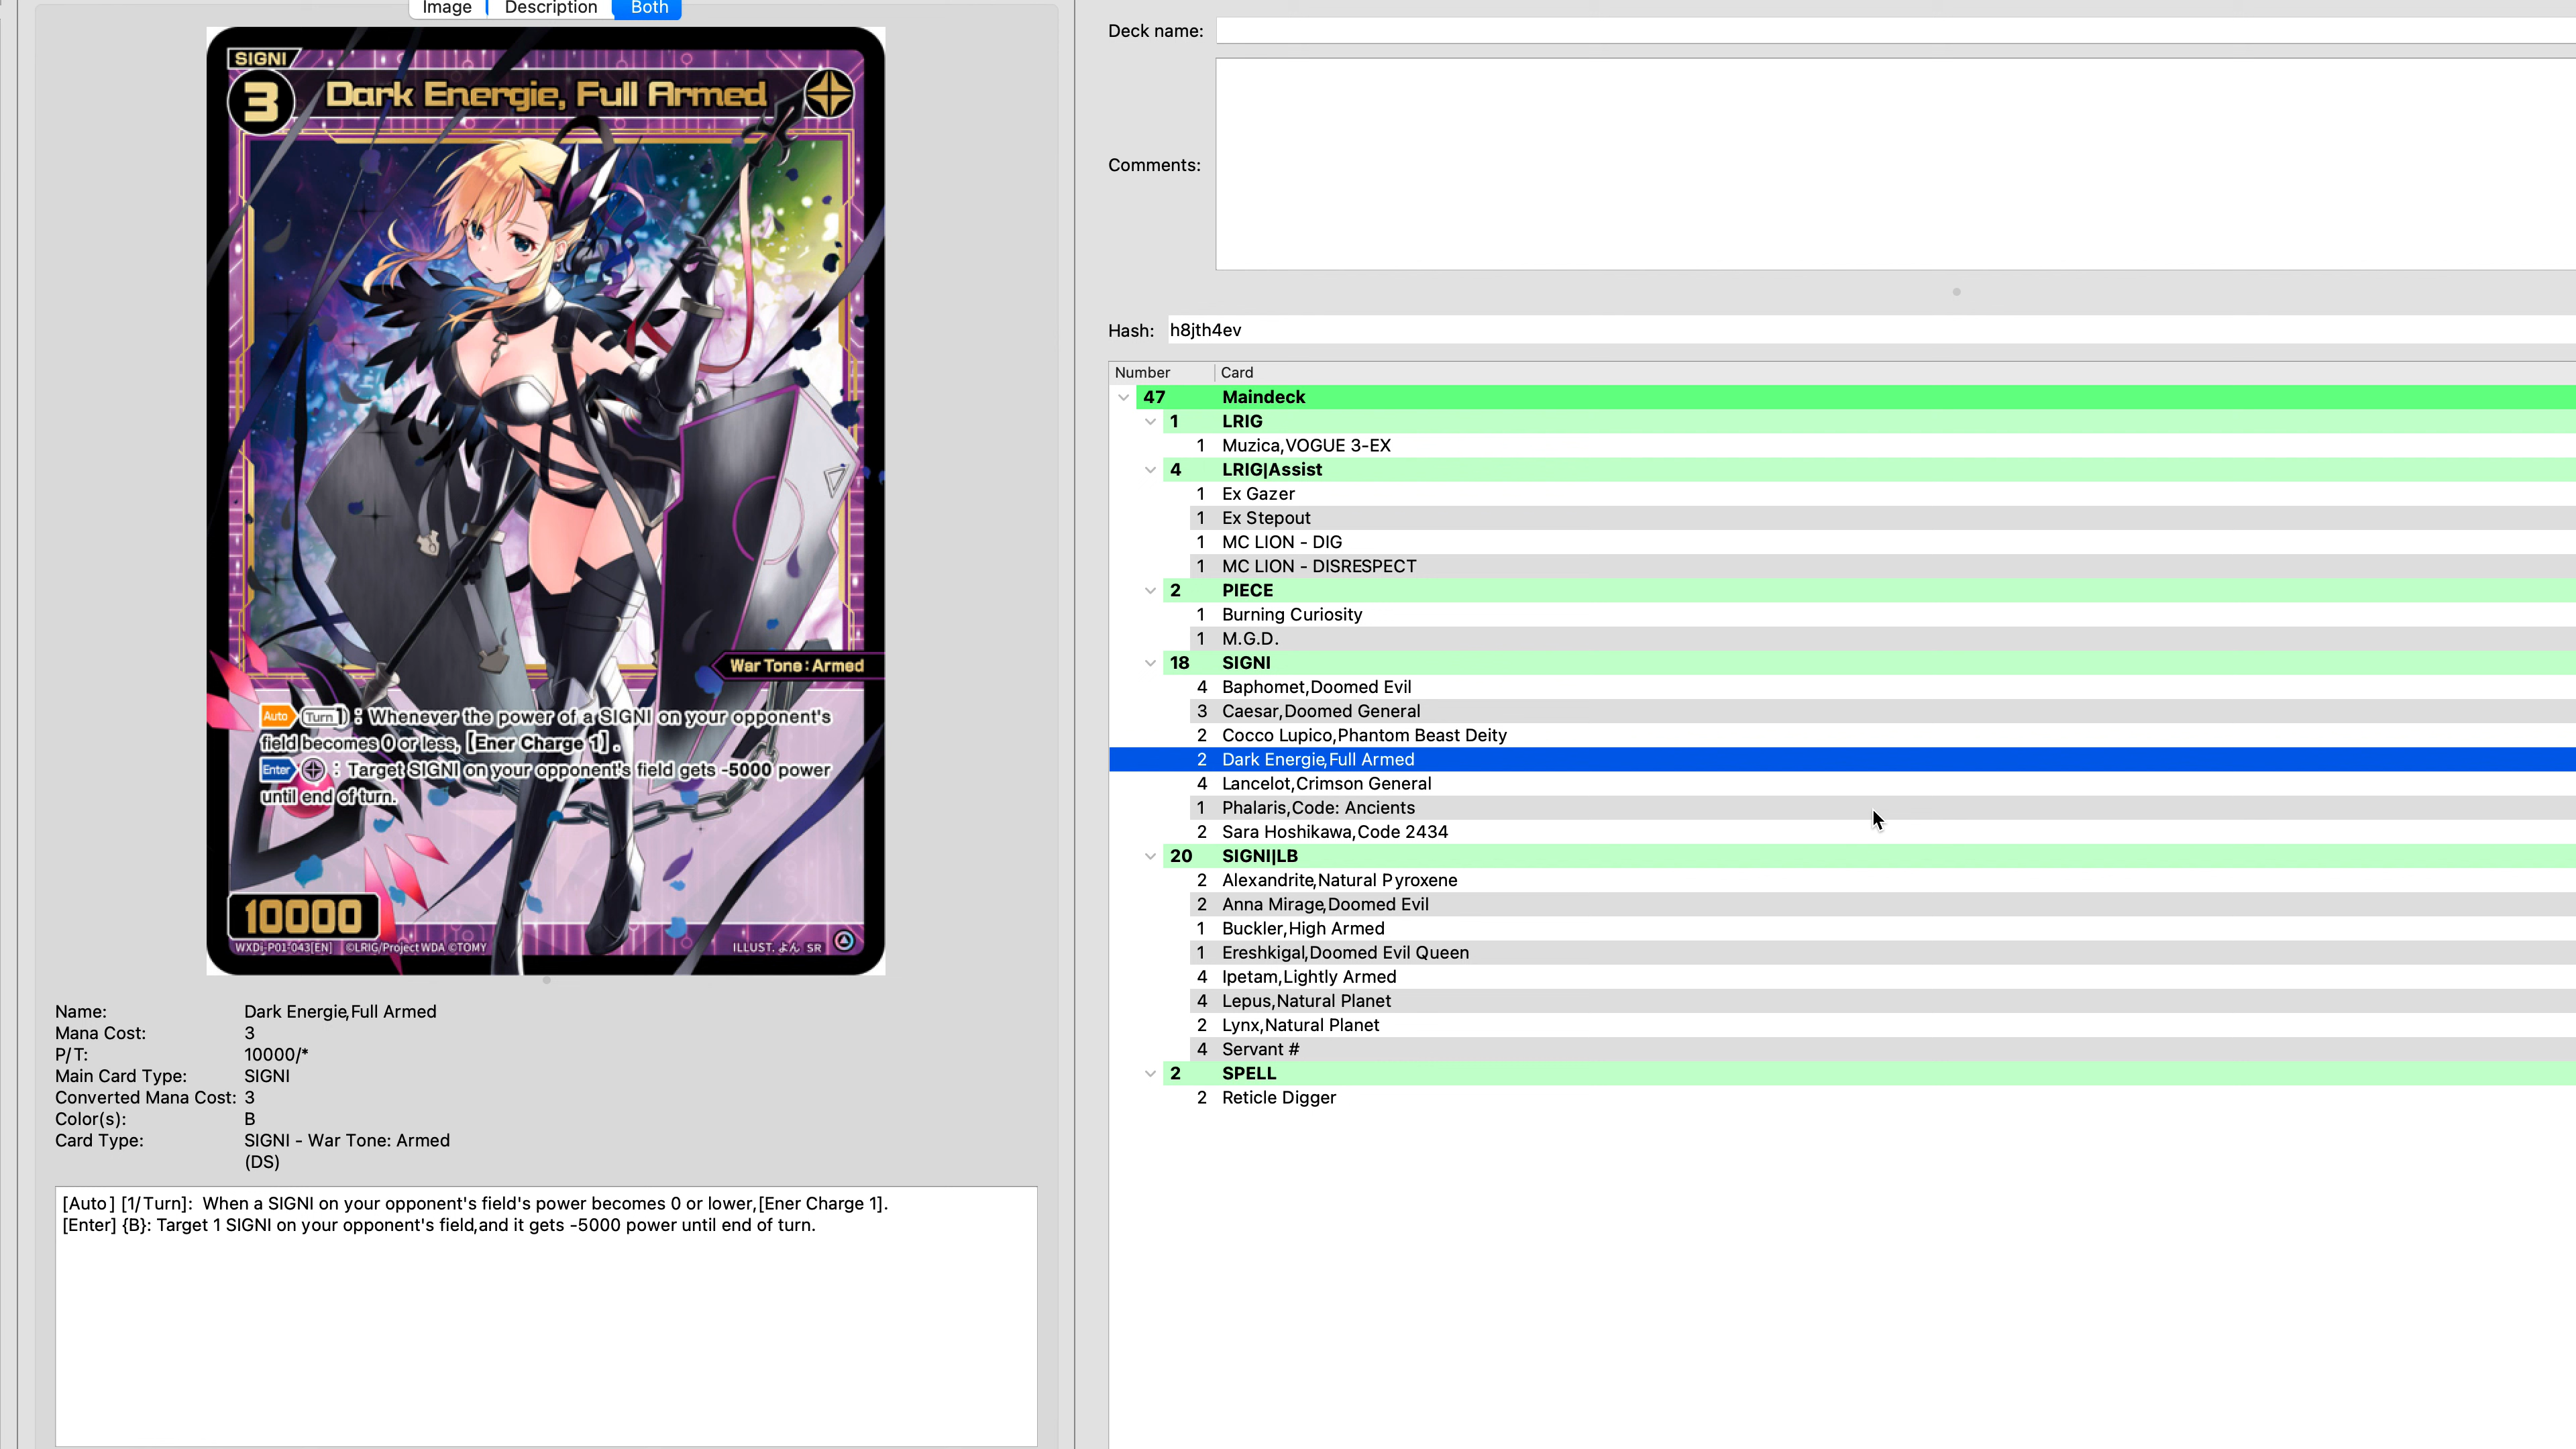 Image Description Both
SIGNI
3 Dark Energie, Full Armed
War Tone : Armed
Auto Turn 1 : Whenever the power of a SIGNI on your opponent's
field becomes 0 or less, [Ener Charge 1] .
Enter : Target SIGNI on your opponent's field gets -5000 power
until end of turn.
10000
WXDi-P01-043[EN] ©LRIG/Project WDA ©TOMY ILLUST. よん SR
Name: Dark Energie,Full Armed
Mana Cost: 3
P/T: 10000/*
Main Card Type: SIGNI
Converted Mana Cost: 3
Color(s): B
Card Type: SIGNI - War Tone: Armed
(DS)
[Auto] [1/Turn]: When a SIGNI on your opponent's field's power becomes 0 or lower,[Ener Charge 1].
[Enter] {B}: Target 1 SIGNI on your opponent's field,and it gets -5000 power until end of turn.
Deck name:
Comments:
Hash: h8jth4ev
Number Card
47 Maindeck
1 LRIG
1 Muzica,VOGUE 3-EX
4 LRIG|Assist
1 Ex Gazer
1 Ex Stepout
1 MC LION - DIG
1 MC LION - DISRESPECT
2 PIECE
1 Burning Curiosity
1 M.G.D.
18 SIGNI
4 Baphomet,Doomed Evil
3 Caesar,Doomed General
2 Cocco Lupico,Phantom Beast Deity
2 Dark Energie,Full Armed
4 Lancelot,Crimson General
1 Phalaris,Code: Ancients
2 Sara Hoshikawa,Code 2434
20 SIGNI|LB
2 Alexandrite,Natural Pyroxene
2 Anna Mirage,Doomed Evil
1 Buckler,High Armed
1 Ereshkigal,Doomed Evil Queen
4 Ipetam,Lightly Armed
4 Lepus,Natural Planet
2 Lynx,Natural Planet
4 Servant #
2 SPELL
2 Reticle Digger